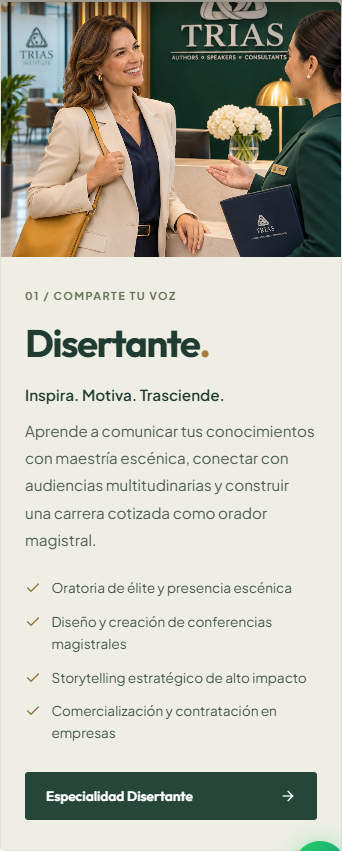 TRIAS
INSTITUTE
TRIAS
AUTHORS • SPEAKERS • CONSULTANTS
TRIAS
01 / COMPARTE TU VOZ
Disertante.
Inspira. Motiva. Trasciende.
Aprende a comunicar tus conocimientos
con maestría escénica, conectar con
audiencias multitudinarias y construir
una carrera cotizada como orador
magistral.
Oratoria de élite y presencia escénica
Diseño y creación de conferencias
magistrales
Storytelling estratégico de alto impacto
Comercialización y contratación en
empresas
Especialidad Disertante